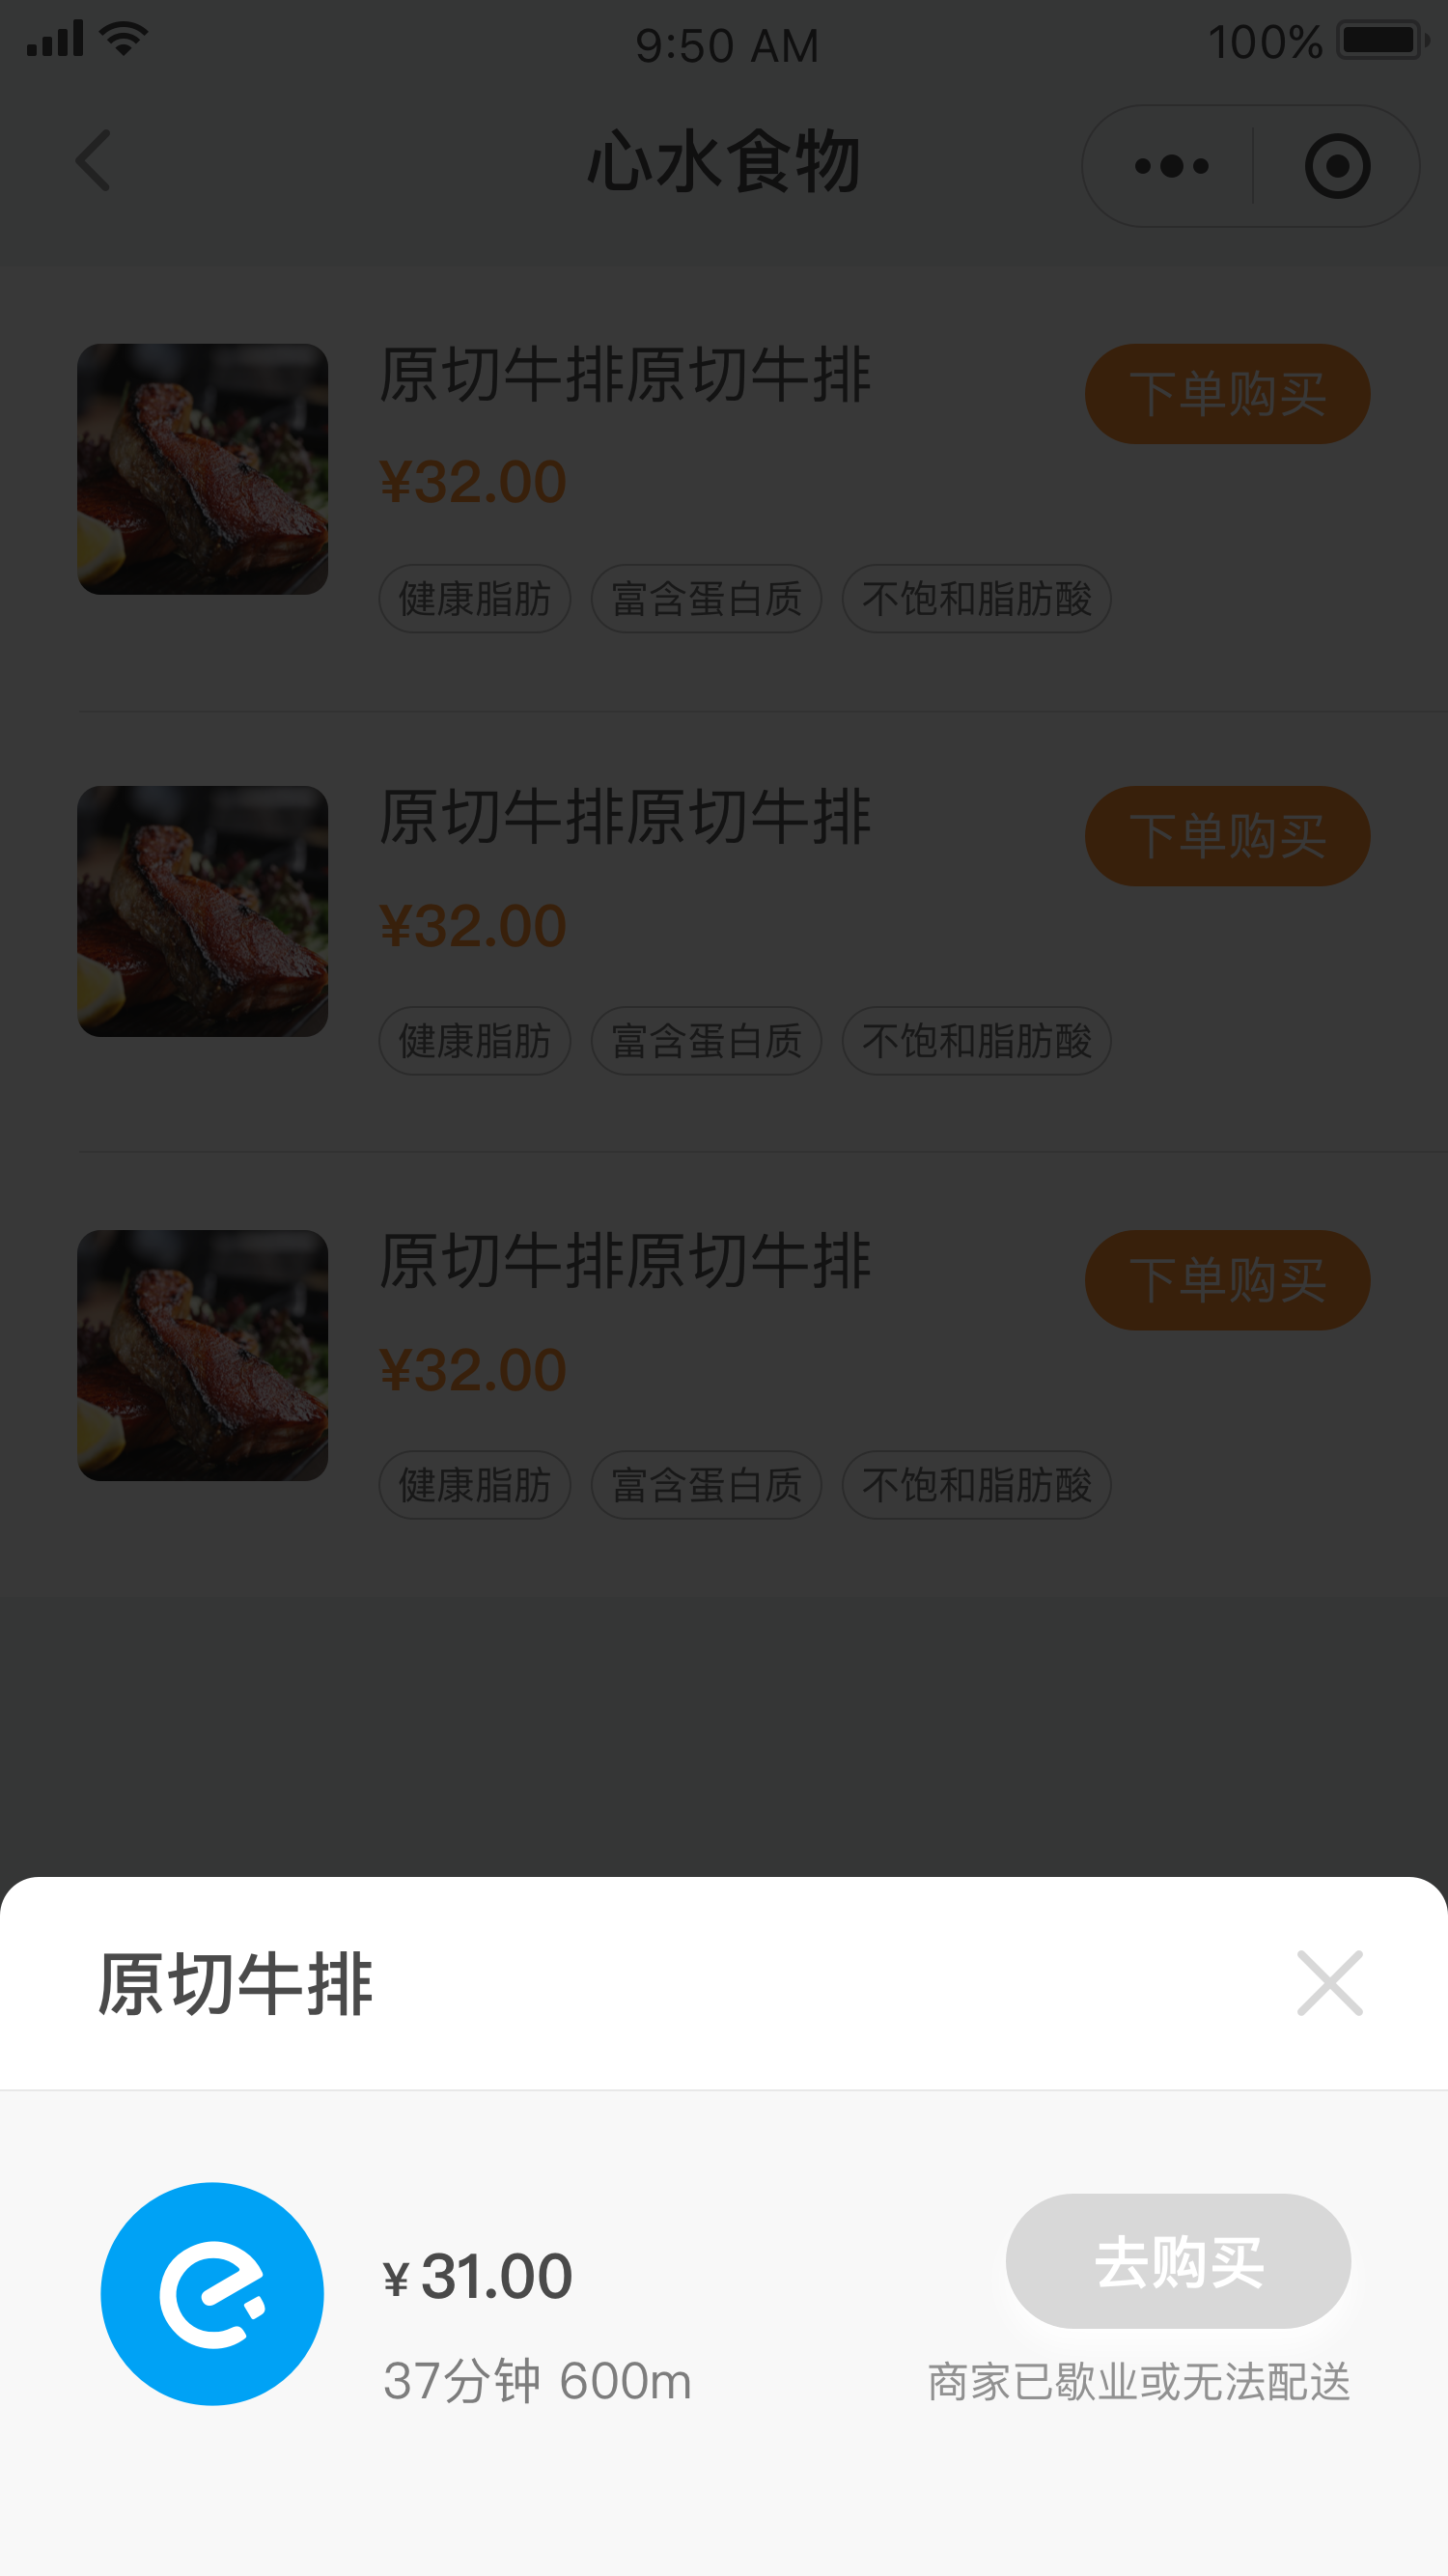 9:50 AM 100%
心水食物
原切牛排原切牛排
下单购买
¥32.00
健康脂肪 富含蛋白质 不饱和脂肪酸
原切牛排原切牛排
下单购买
¥32.00
健康脂肪 富含蛋白质 不饱和脂肪酸
原切牛排原切牛排
下单购买
¥32.00
健康脂肪 富含蛋白质 不饱和脂肪酸
原切牛排
¥ 31.00
去购买
37分钟 600m
商家已歇业或无法配送